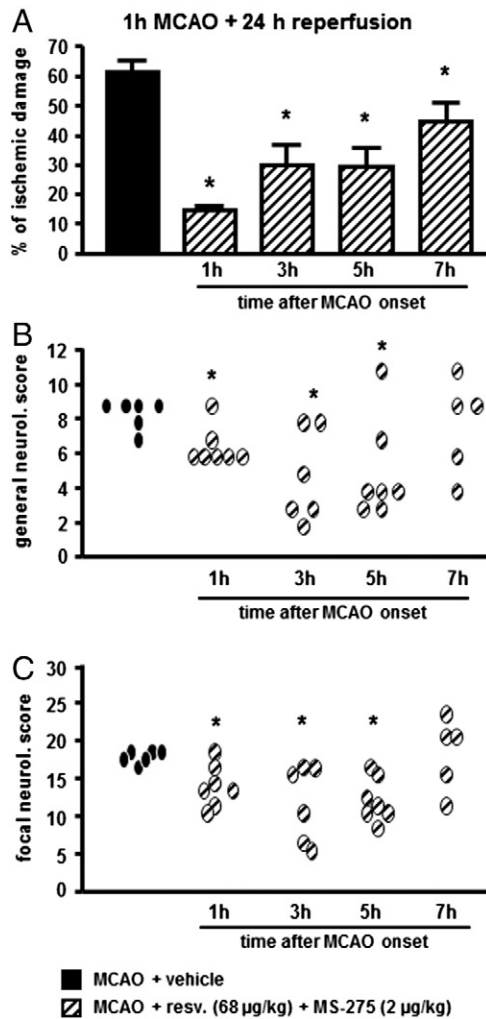 A
1h MCAO + 24 h reperfusion
% of ischemic damage
70
60
50
40
30
20
10
0
*
*
*
*
1h 3h 5h 7h
time after MCAO onset
B
general neurol. score
12
10
8
6
4
2
0
*
*
*
1h 3h 5h 7h
time after MCAO onset
C
focal neurol. score
30
25
20
15
10
5
0
*
*
*
1h 3h 5h 7h
time after MCAO onset
MCAO + vehicle
MCAO + resv. (68 µg/kg) + MS-275 (2 µg/kg)